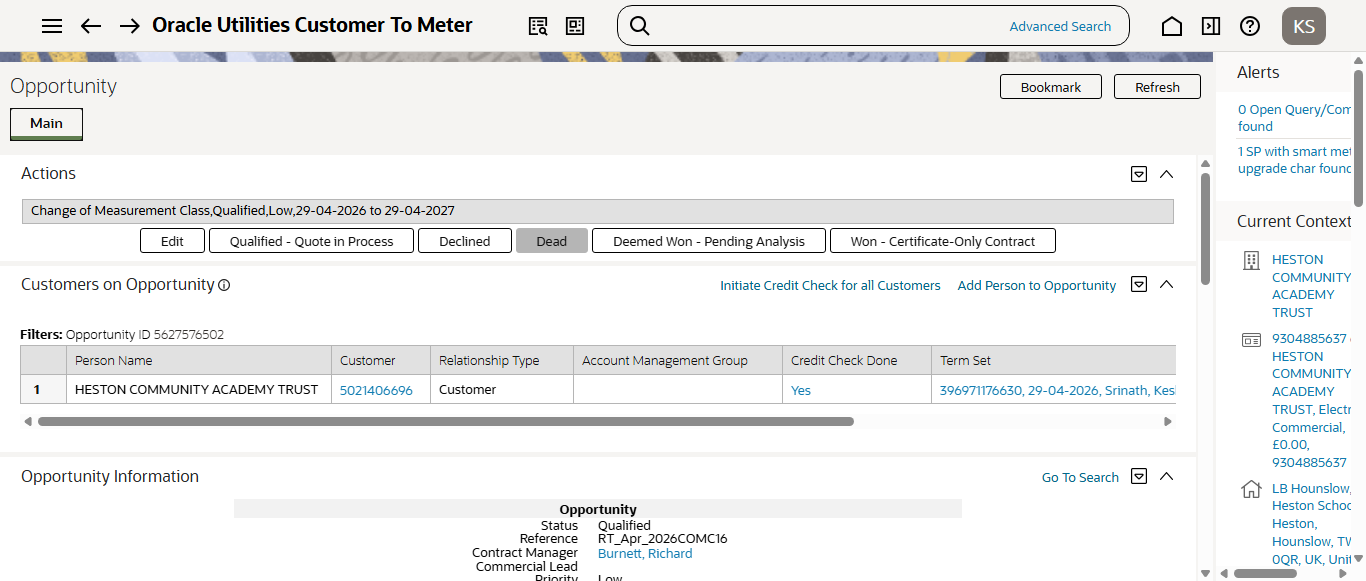 Oracle Utilities Customer To Meter
Advanced Search
KS
Opportunity
Bookmark
Refresh
Main
Actions
Change of Measurement Class,Qualified,Low,29-04-2026 to 29-04-2027
Edit
Qualified - Quote in Process
Declined
Dead
Deemed Won - Pending Analysis
Won - Certificate-Only Contract
Customers on Opportunity
Initiate Credit Check for all Customers
Add Person to Opportunity
Filters: Opportunity ID 5627576502
Person Name Customer Relationship Type Account Management Group Credit Check Done Term Set
1 HESTON COMMUNITY ACADEMY TRUST 5021406696 Customer Yes 396971176630, 29-04-2026, Srinath, Kes
Opportunity Information
Go To Search
Opportunity
Status Qualified
Reference RT_Apr_2026COMC16
Contract Manager Burnett, Richard
Commercial Lead
Priority Low
Alerts
0 Open Query/Com
found
1 SP with smart met
upgrade char found
Current Context
HESTON
COMMUNITY
ACADEMY
TRUST
9304885637
HESTON
COMMUNITY
ACADEMY
TRUST, Electr
Commercial,
£0.00,
9304885637
LB Hounslow,
Heston Schoo
Heston,
Hounslow, TW
0QR, UK, Unit